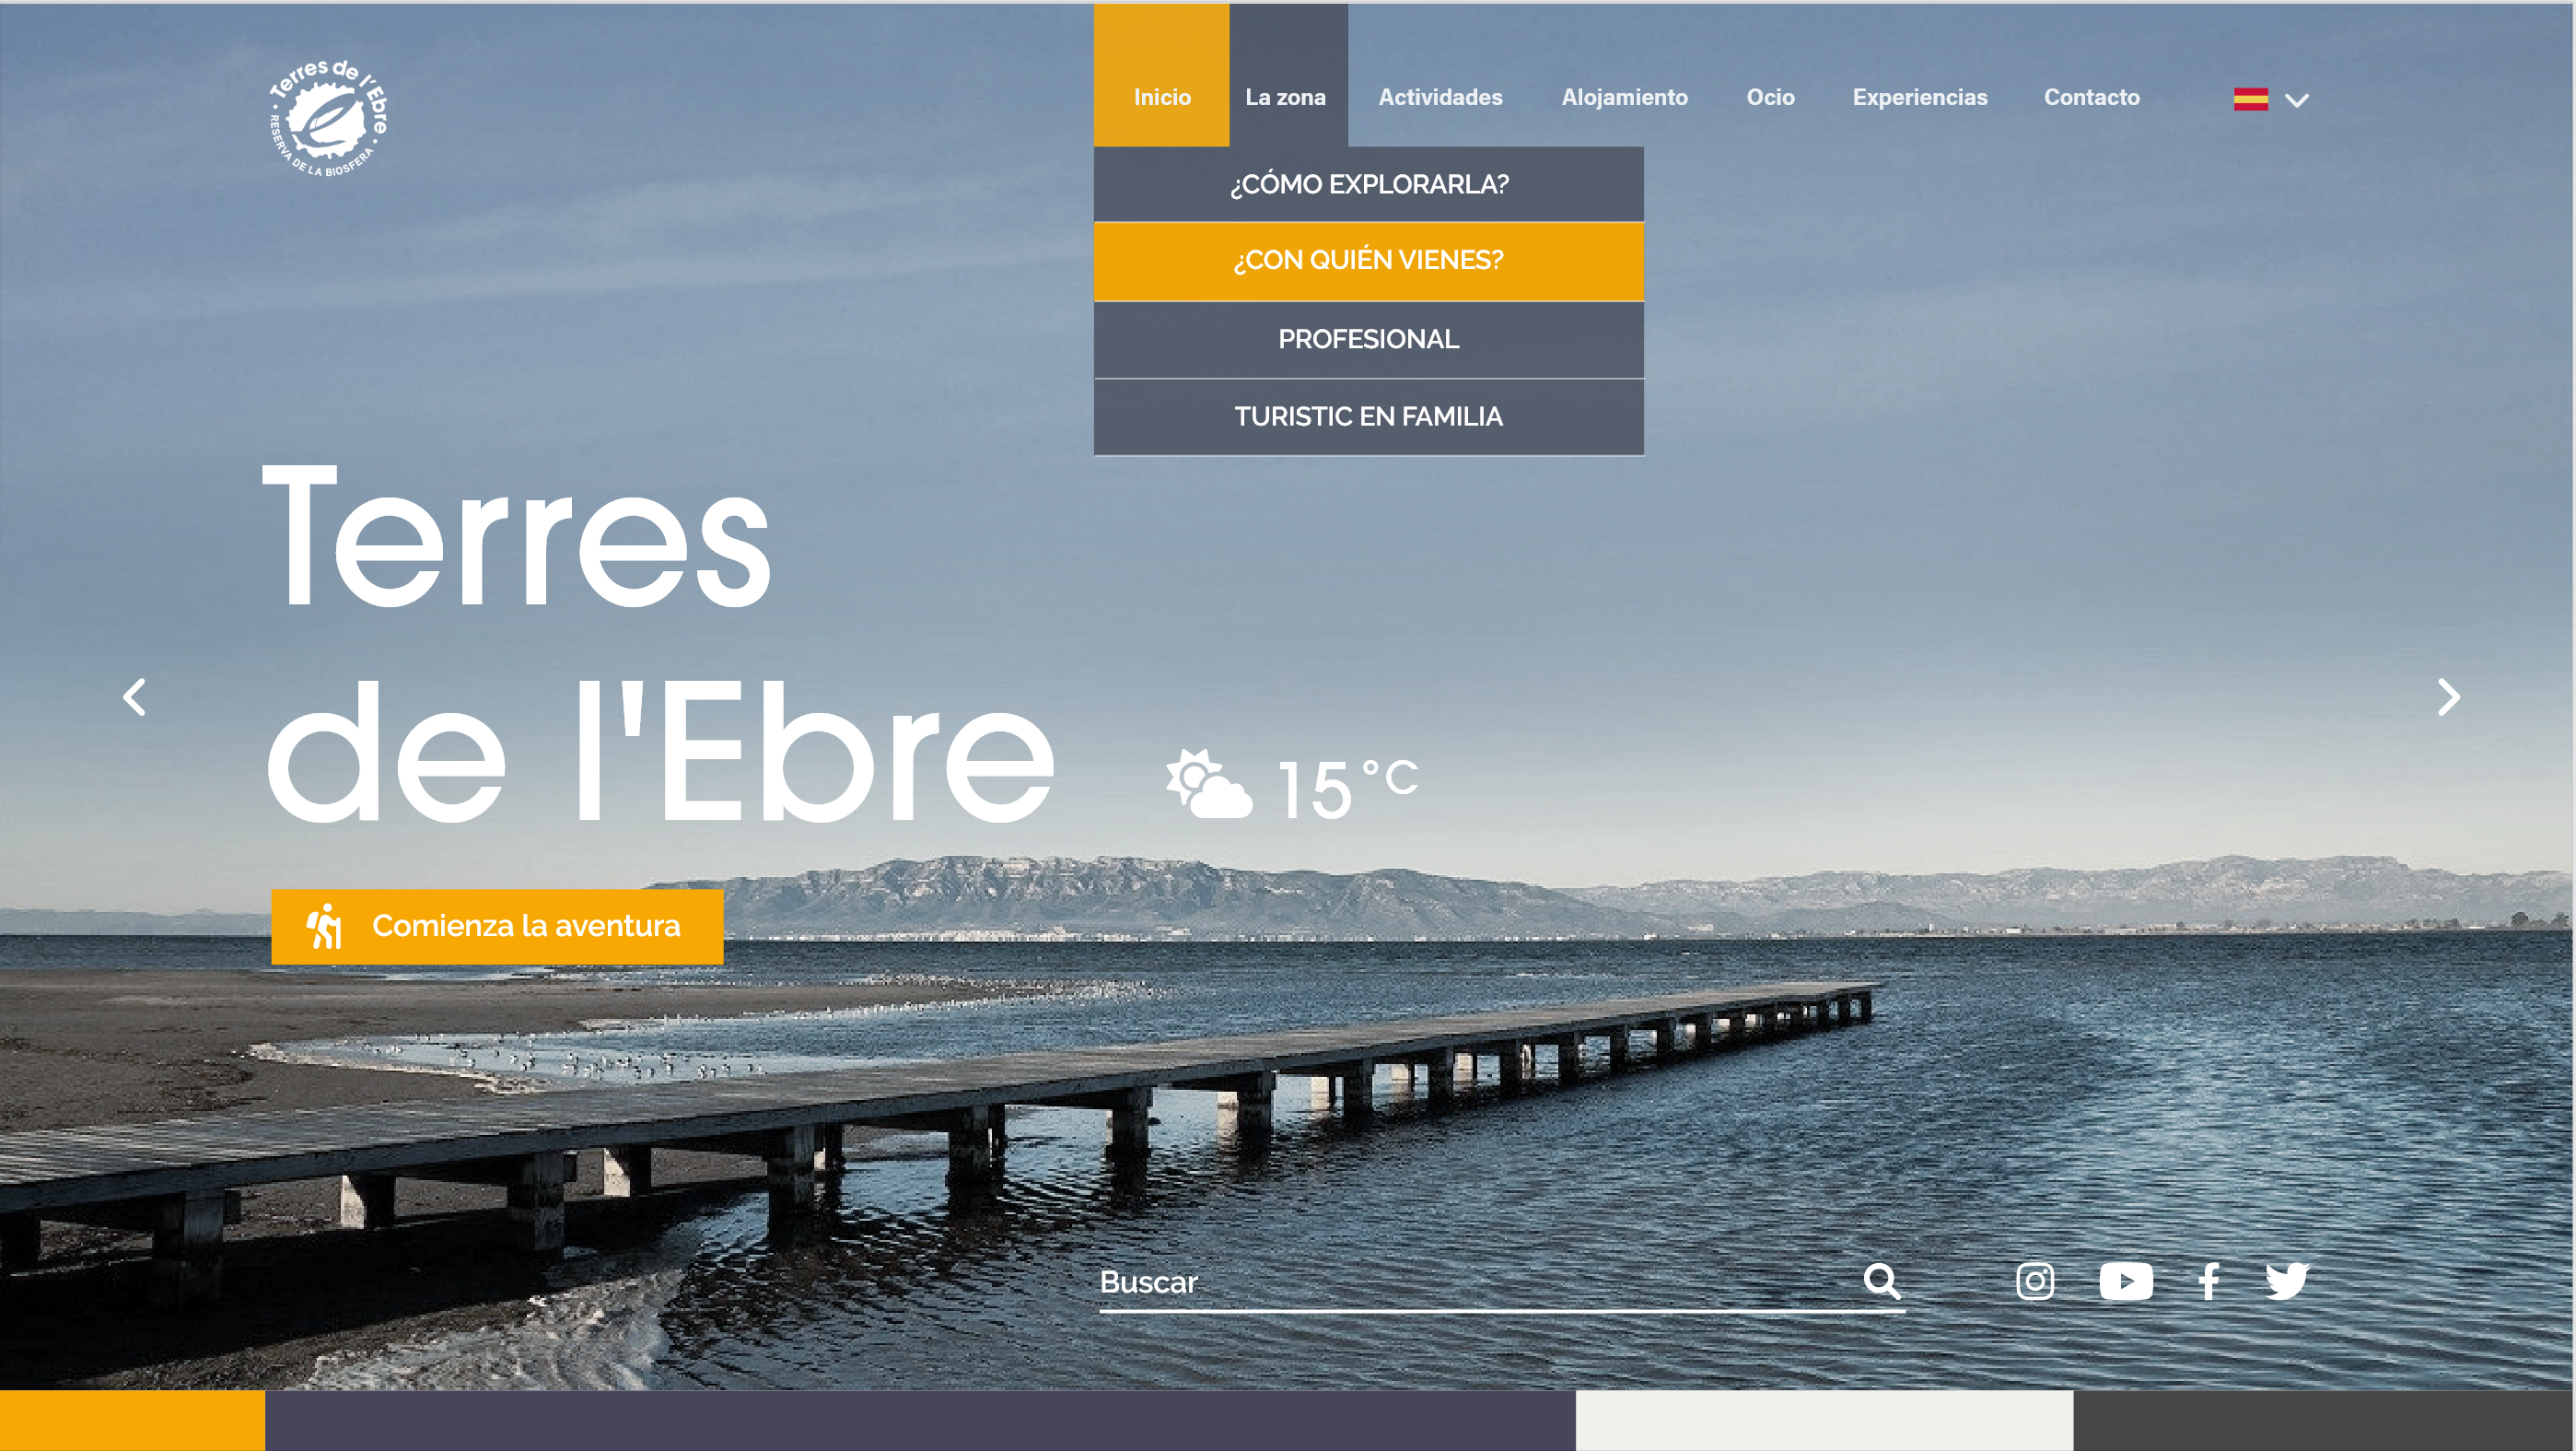 Terres de l'Ebre
RESERVA DE LA BIOSFERA
Inicio
La zona
Actividades
Alojamiento
Ocio
Experiencias
Contacto
¿CÓMO EXPLORARLA?
¿CON QUIÉN VIENES?
PROFESIONAL
TURISTIC EN FAMILIA
Terres
de l'Ebre
15°C
Comienza la aventura
Buscar